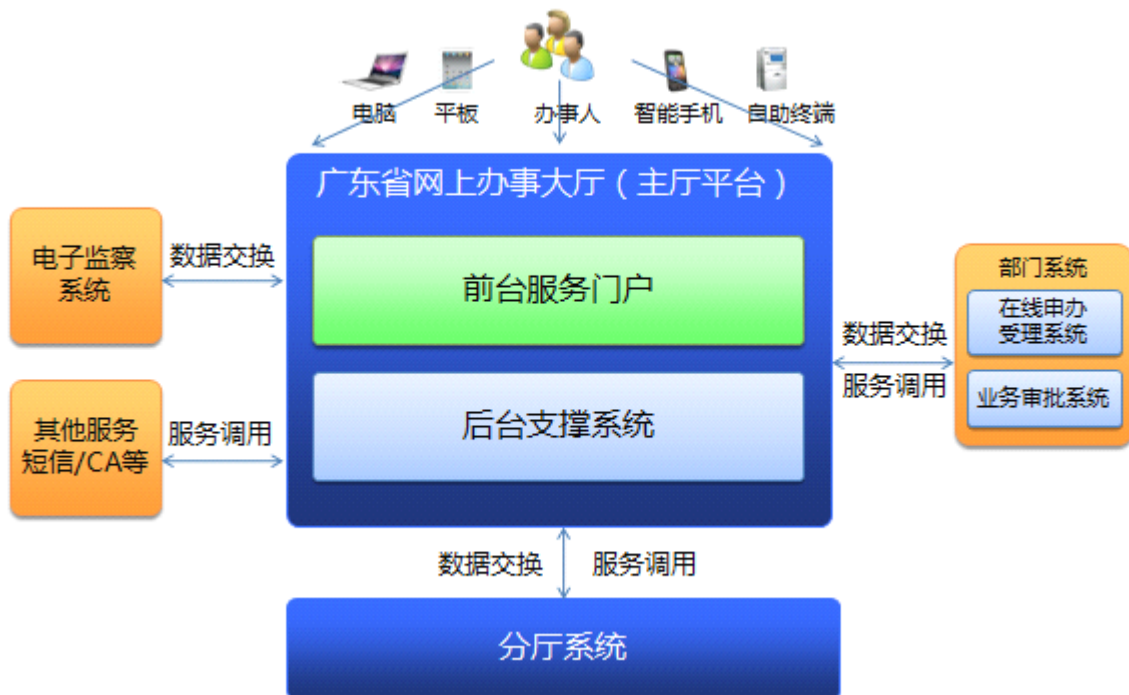 电脑
平板
办事人
智能手机
自助终端
广东省网上办事大厅（主厅平台）
电子监察
系统
数据交换
前台服务门户
部门系统
在线申办
受理系统
业务审批系统
数据交换
服务调用
其他服务
短信/CA等
服务调用
后台支撑系统
数据交换
服务调用
分厅系统